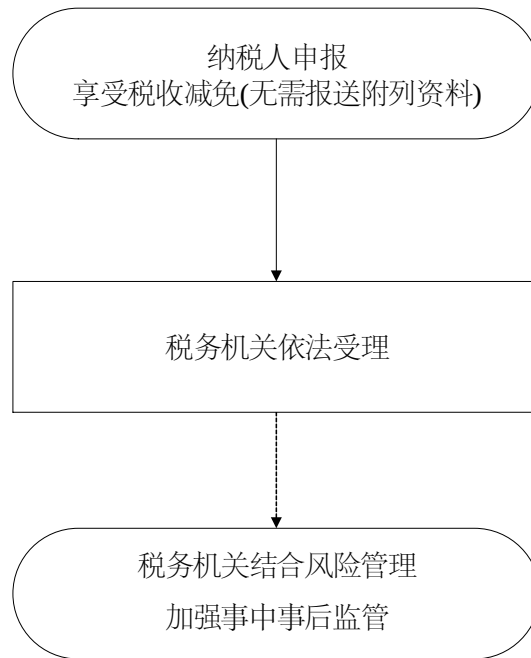 纳税人申报
享受税收减免(无需报送附列资料)
税务机关依法受理
税务机关结合风险管理
加强事中事后监管